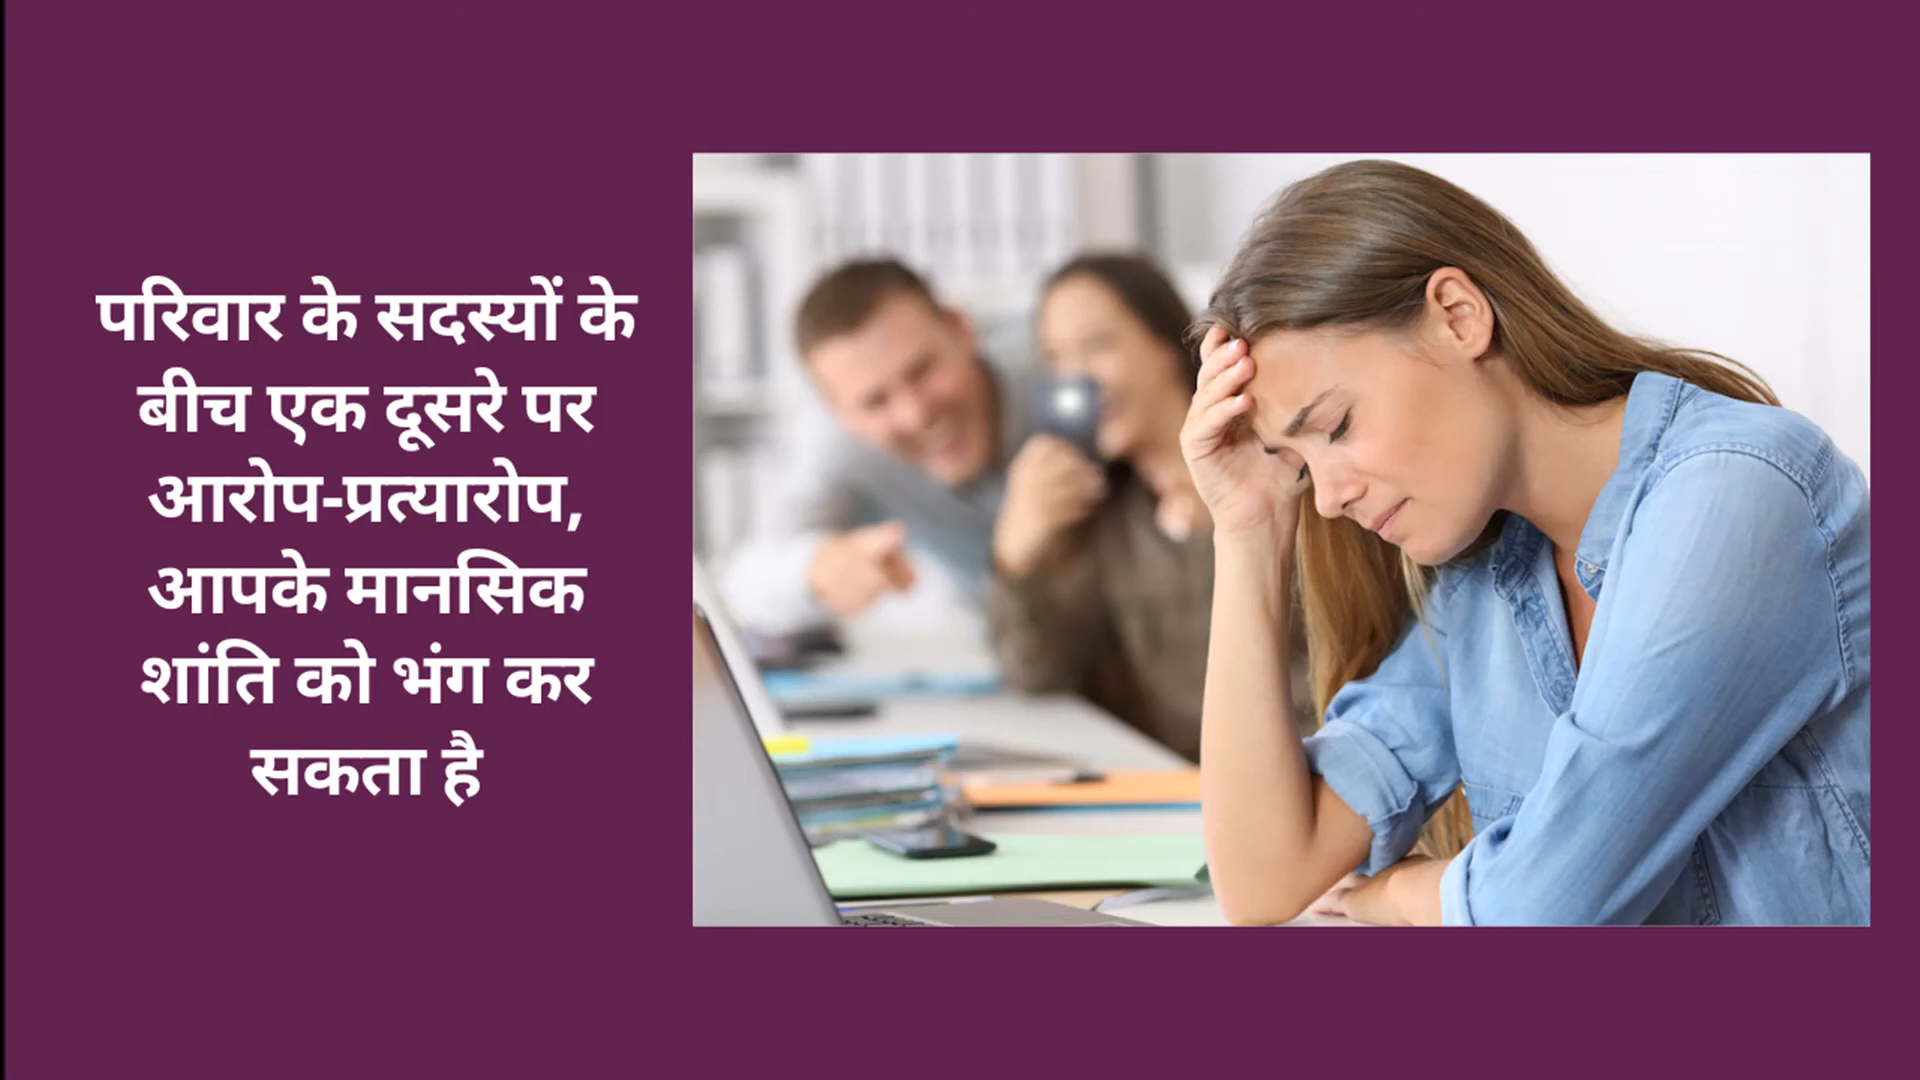 परिवार के सदस्यों के
बीच एक दूसरे पर
आरोप-प्रत्यारोप,
आपके मानसिक
शांति को भंग कर
सकता है